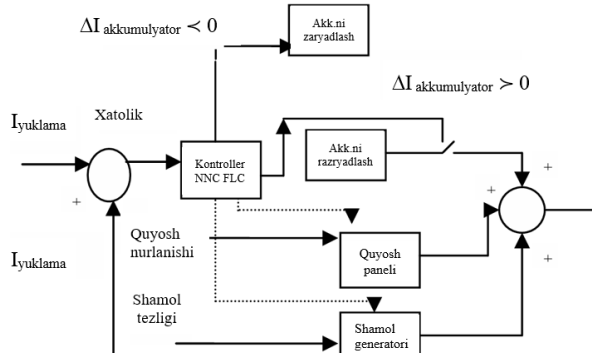 ΔI akkumulyator ≺ 0
Akk.ni
zaryadlash
ΔI akkumulyator ≻ 0
Iyuklama
Xatolik
Kontroller
NNC FLC
Akk.ni
razryadlash
+
+
+
+
Iyuklama
Quyosh
nurlanishi
Quyosh
paneli
Shamol
tezligi
Shamol
generatori